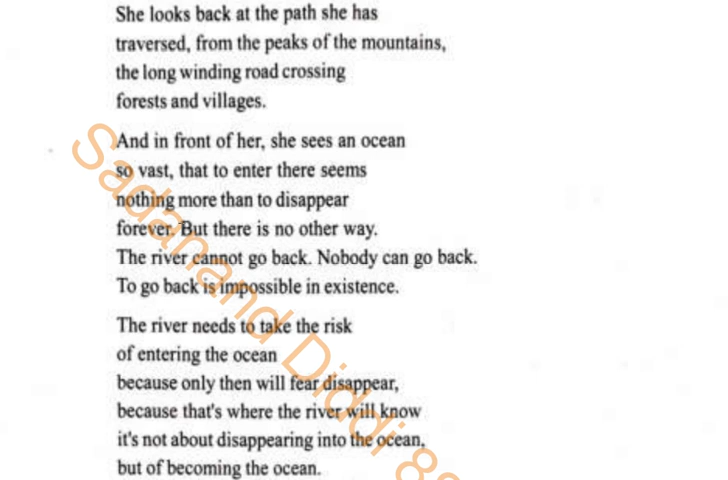 She looks back at the path she has
traversed, from the peaks of the mountains,
the long winding road crossing
forests and villages.
And in front of her, she sees an ocean
so vast, that to enter there seems
nothing more than to disappear
forever. But there is no other way.
The river cannot go back. Nobody can go back.
To go back is impossible in existence.
The river needs to take the risk
of entering the ocean
because only then will fear disappear,
because that's where the river will know
it's not about disappearing into the ocean,
but of becoming the ocean.
Sadanand Diddi